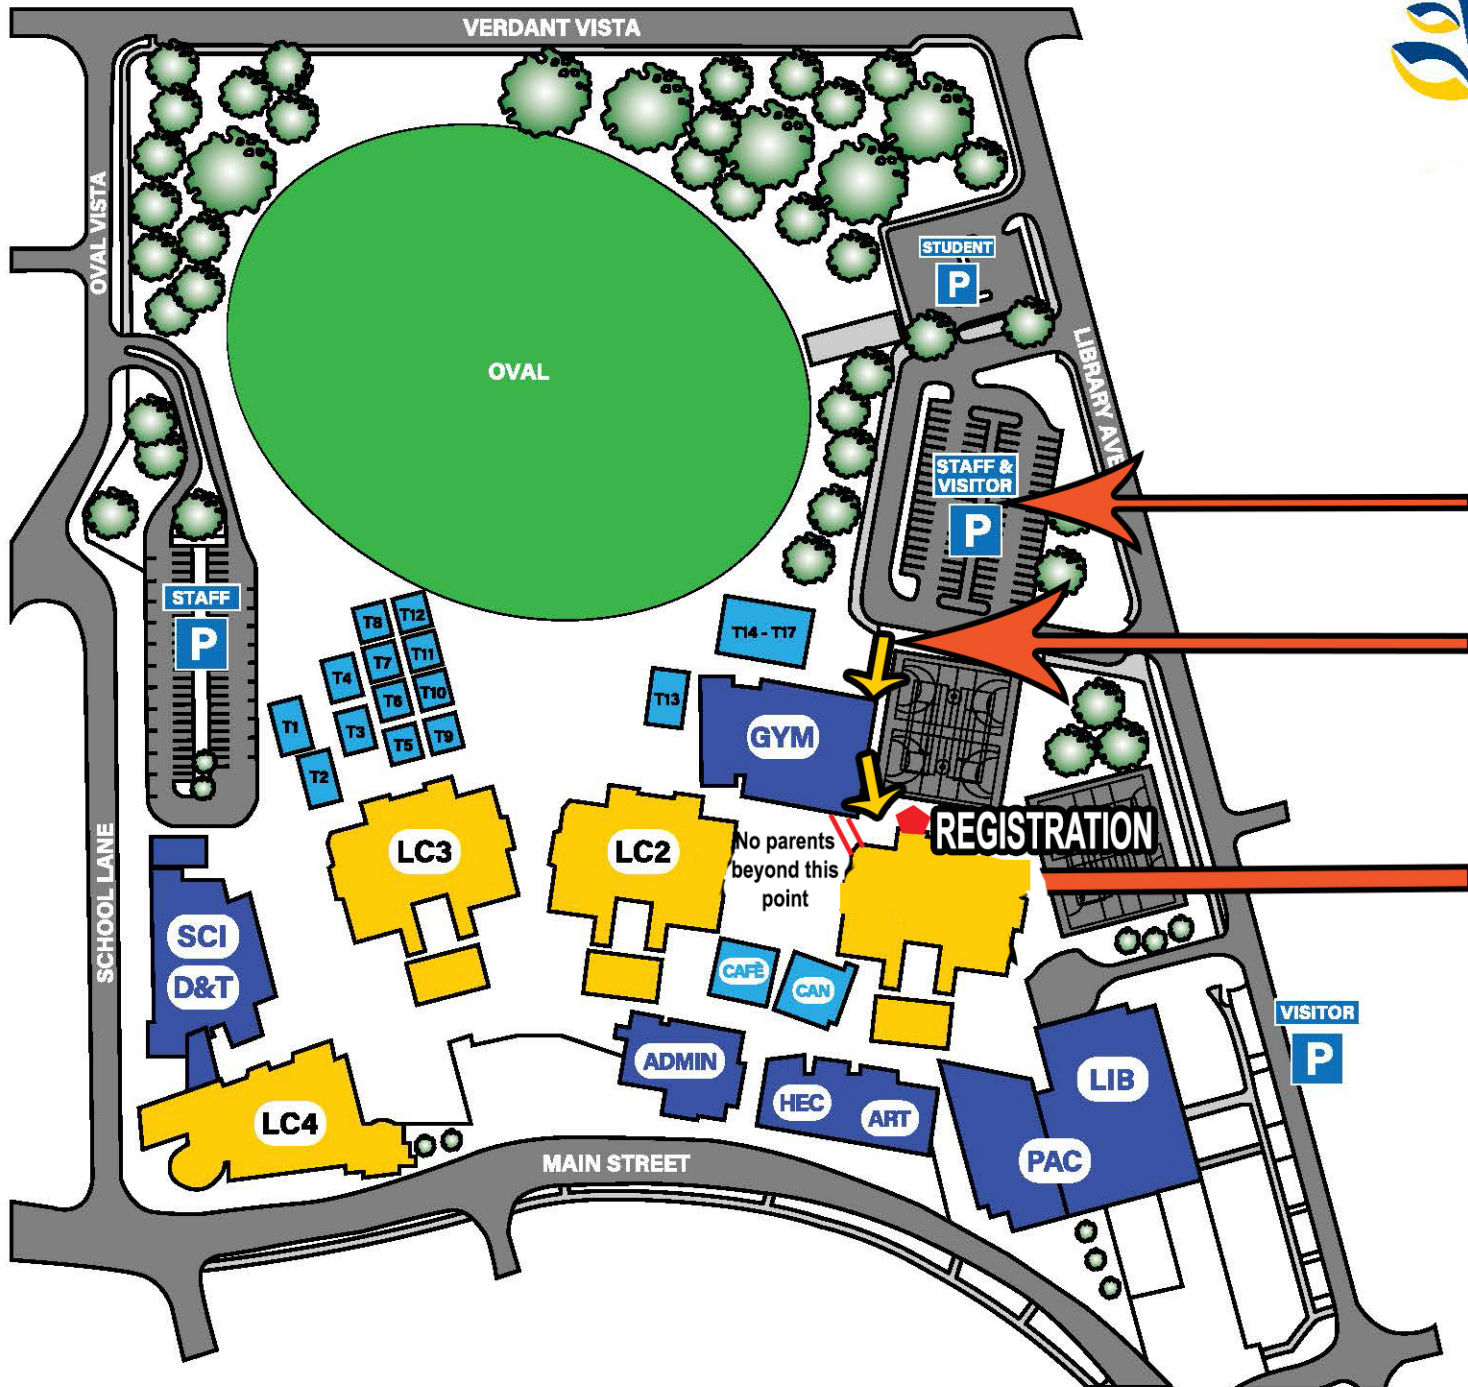 VERDANT VISTA
OVAL VISTA
STUDENT
P
LIBRARY AVE
OVAL
STAFF &
VISITOR
P
STAFF
P
T8
T12
T7
T11
T4
T6
T10
T3
T5
T9
T1
T2
T14 - T17
T13
GYM
REGISTRATION
No parents
beyond this
point
LC3
LC2
SCHOOL LANE
SCI
D&T
CAFÈ
CAN
VISITOR
P
ADMIN
HEC
ART
LIB
PAC
LC4
MAIN STREET